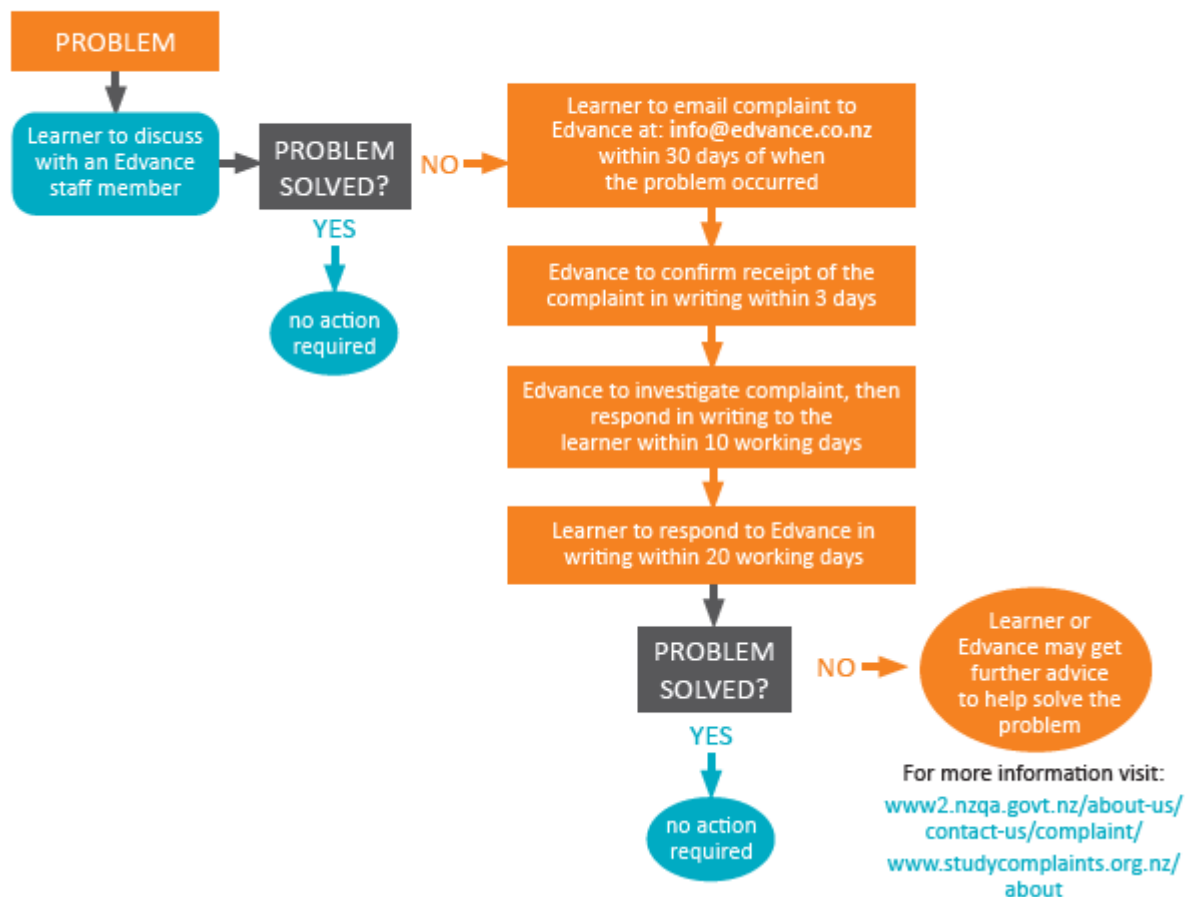 PROBLEM
Learner to discuss
with an Edvance
staff member
PROBLEM
SOLVED?
YES
no action
required
NO
Learner to email complaint to
Edvance at: info@edvance.co.nz
within 30 days of when
the problem occurred
Edvance to confirm receipt of the
complaint in writing within 3 days
Edvance to investigate complaint, then
respond in writing to the
learner within 10 working days
Learner to respond to Edvance in
writing within 20 working days
PROBLEM
SOLVED?
YES
no action
required
NO
Learner or
Edvance may get
further advice
to help solve the
problem
For more information visit:
www2.nzqa.govt.nz/about-us/
contact-us/complaint/
www.studycomplaints.org.nz/
about